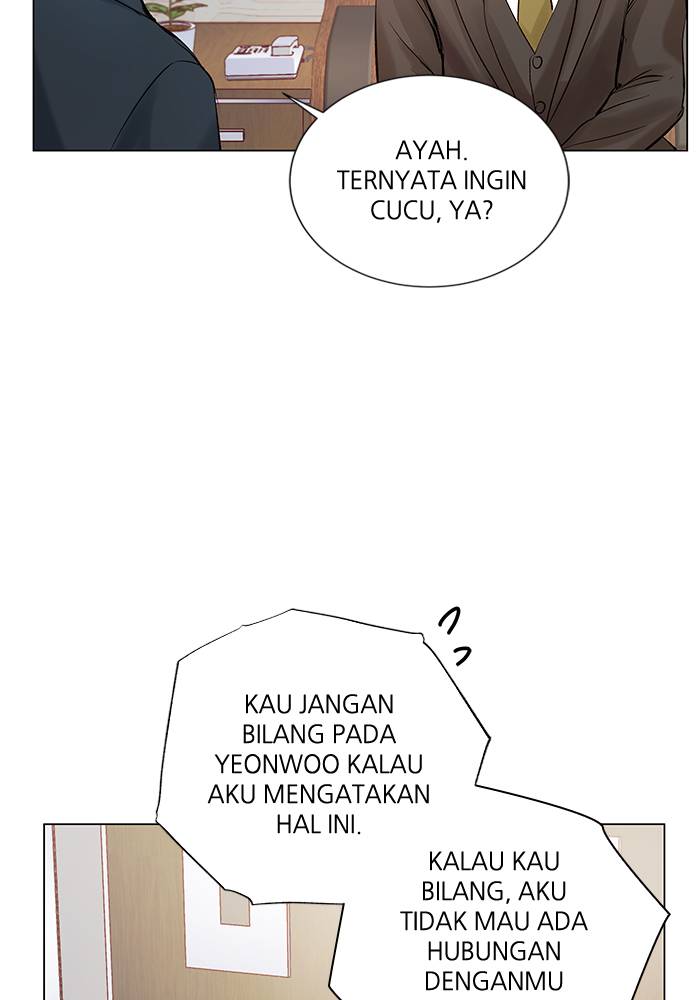 AYAH.
TERNYATA INGIN
CUCU, YA?
KAU JANGAN
BILANG PADA
YEONWOO KALAU
AKU MENGATAKAN
HAL INI.
KALAU KAU
BILANG, AKU
TIDAK MAU ADA
HUBUNGAN
DENGANMU